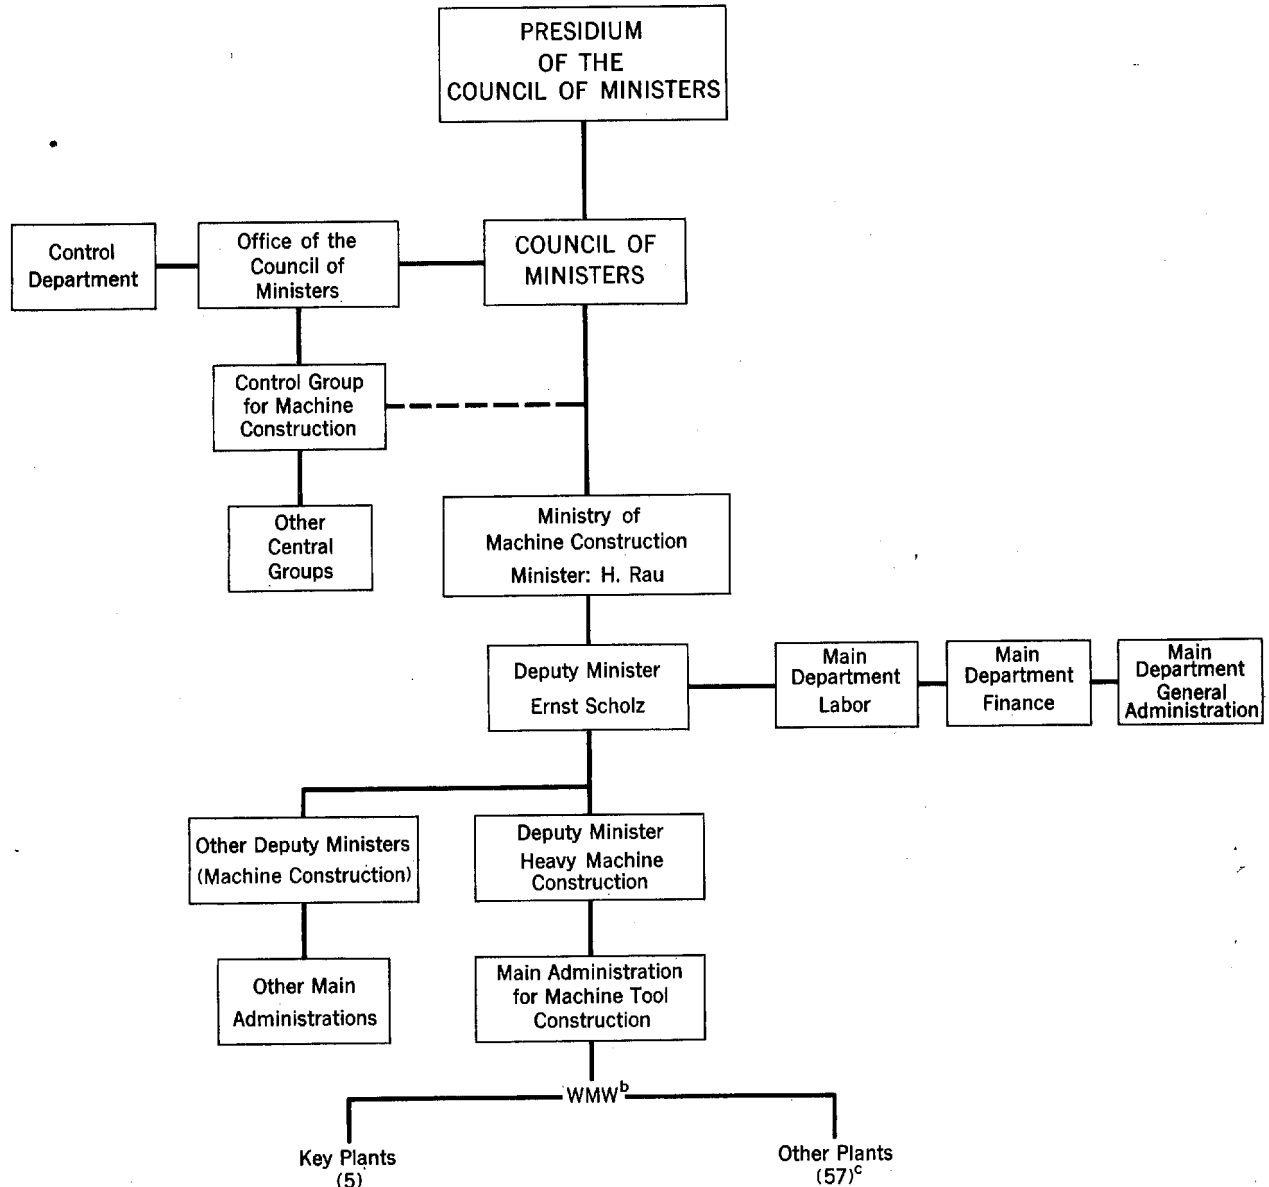 PRESIDIUM
OF THE
COUNCIL OF MINISTERS
Control
Department
Office of the
Council of
Ministers
COUNCIL OF
MINISTERS
Control Group
for Machine
Construction
Other
Central
Groups
Ministry of
Machine Construction
Minister: H. Rau
Deputy Minister
Ernst Scholz
Main
Department
Labor
Main
Department
Finance
Main
Department
General
Administration
Other Deputy Ministers
(Machine Construction)
Deputy Minister
Heavy Machine
Construction
Other Main
Administrations
Main Administration
for Machine Tool
Construction
WMWᵇ
Key Plants
(5)
Other Plants
(57)ᶜ